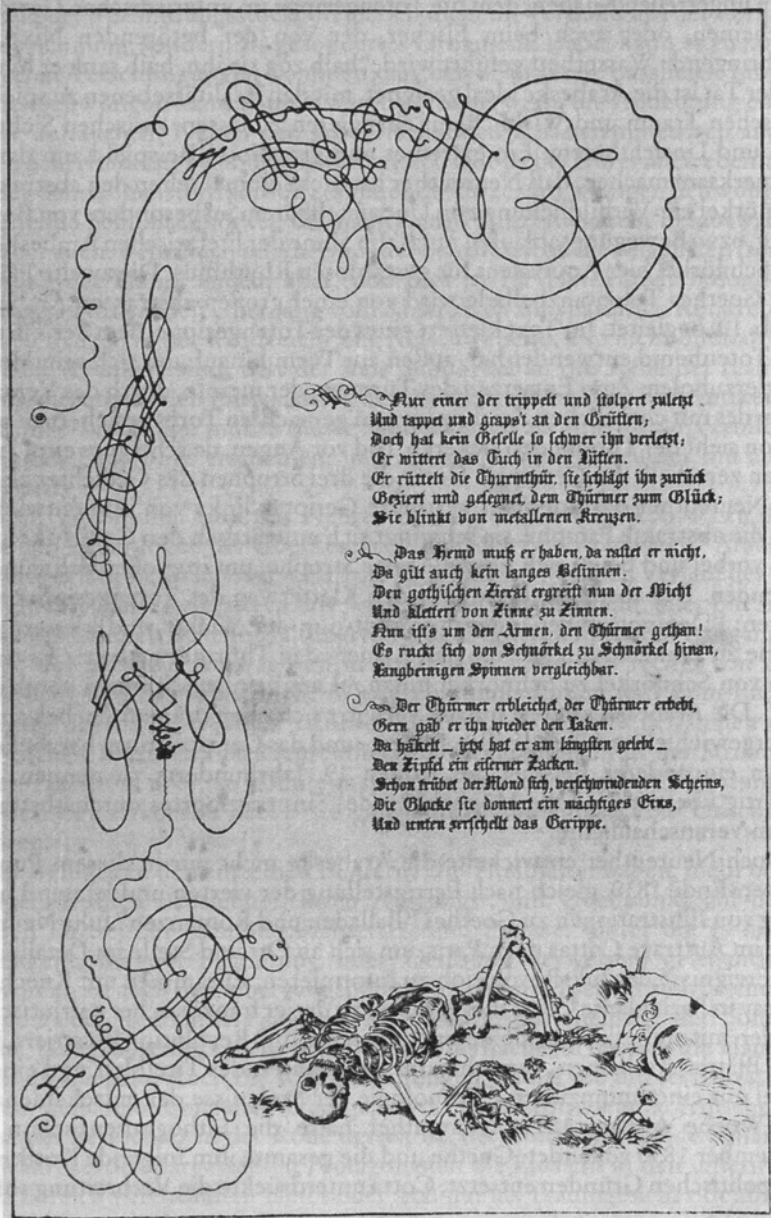 Nur einer der trippelt und stolpert zuletzt
Und tappet und grapst an den Grüften;
Doch hat kein Geselle so schwer ihn verletzt;
Er wittert das Tuch in den Lüften.
Er rüttelt die Thurmthür, sie schlägt ihn zurück
Geziert und gesegnet, dem Thürmer zum Glück;
Sie blinkt von metallenen Kreuzen.
Das Hemd muß er haben, da rastet er nicht,
Da gilt auch kein langes Besinnen.
Den gothischen Zierat ergreift nun der Wicht
Und klettert von Zinne zu Zinnen.
Nun ist's um den Armen, den Thürmer gethan!
Es ruckt sich von Schnörkel zu Schnörkel hinan,
Langbeinigen Spinnen vergleichbar.
Der Thürmer erbleichet, der Thürmer erbebt,
Gern gäb' er ihn wieder den Laken.
Da häkelt – jetzt hat er am längsten gelebt –
Den Zipfel ein eiserner Zacken.
Schon trübet der Mond sich, verschwindenden Scheins,
Die Glocke sie donnert ein mächtiges Eins,
Und unten zerschellt das Gerippe.